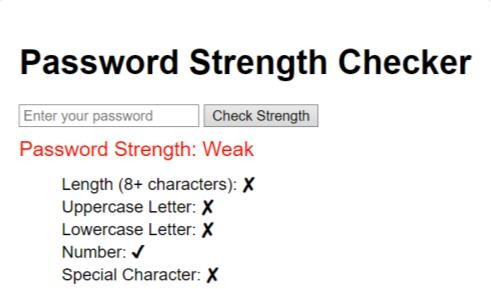 Password Strength Checker
Enter your password Check Strength
Password Strength: Weak
Length (8+ characters): ✗
Uppercase Letter: ✗
Lowercase Letter: ✗
Number: ✓
Special Character: ✗